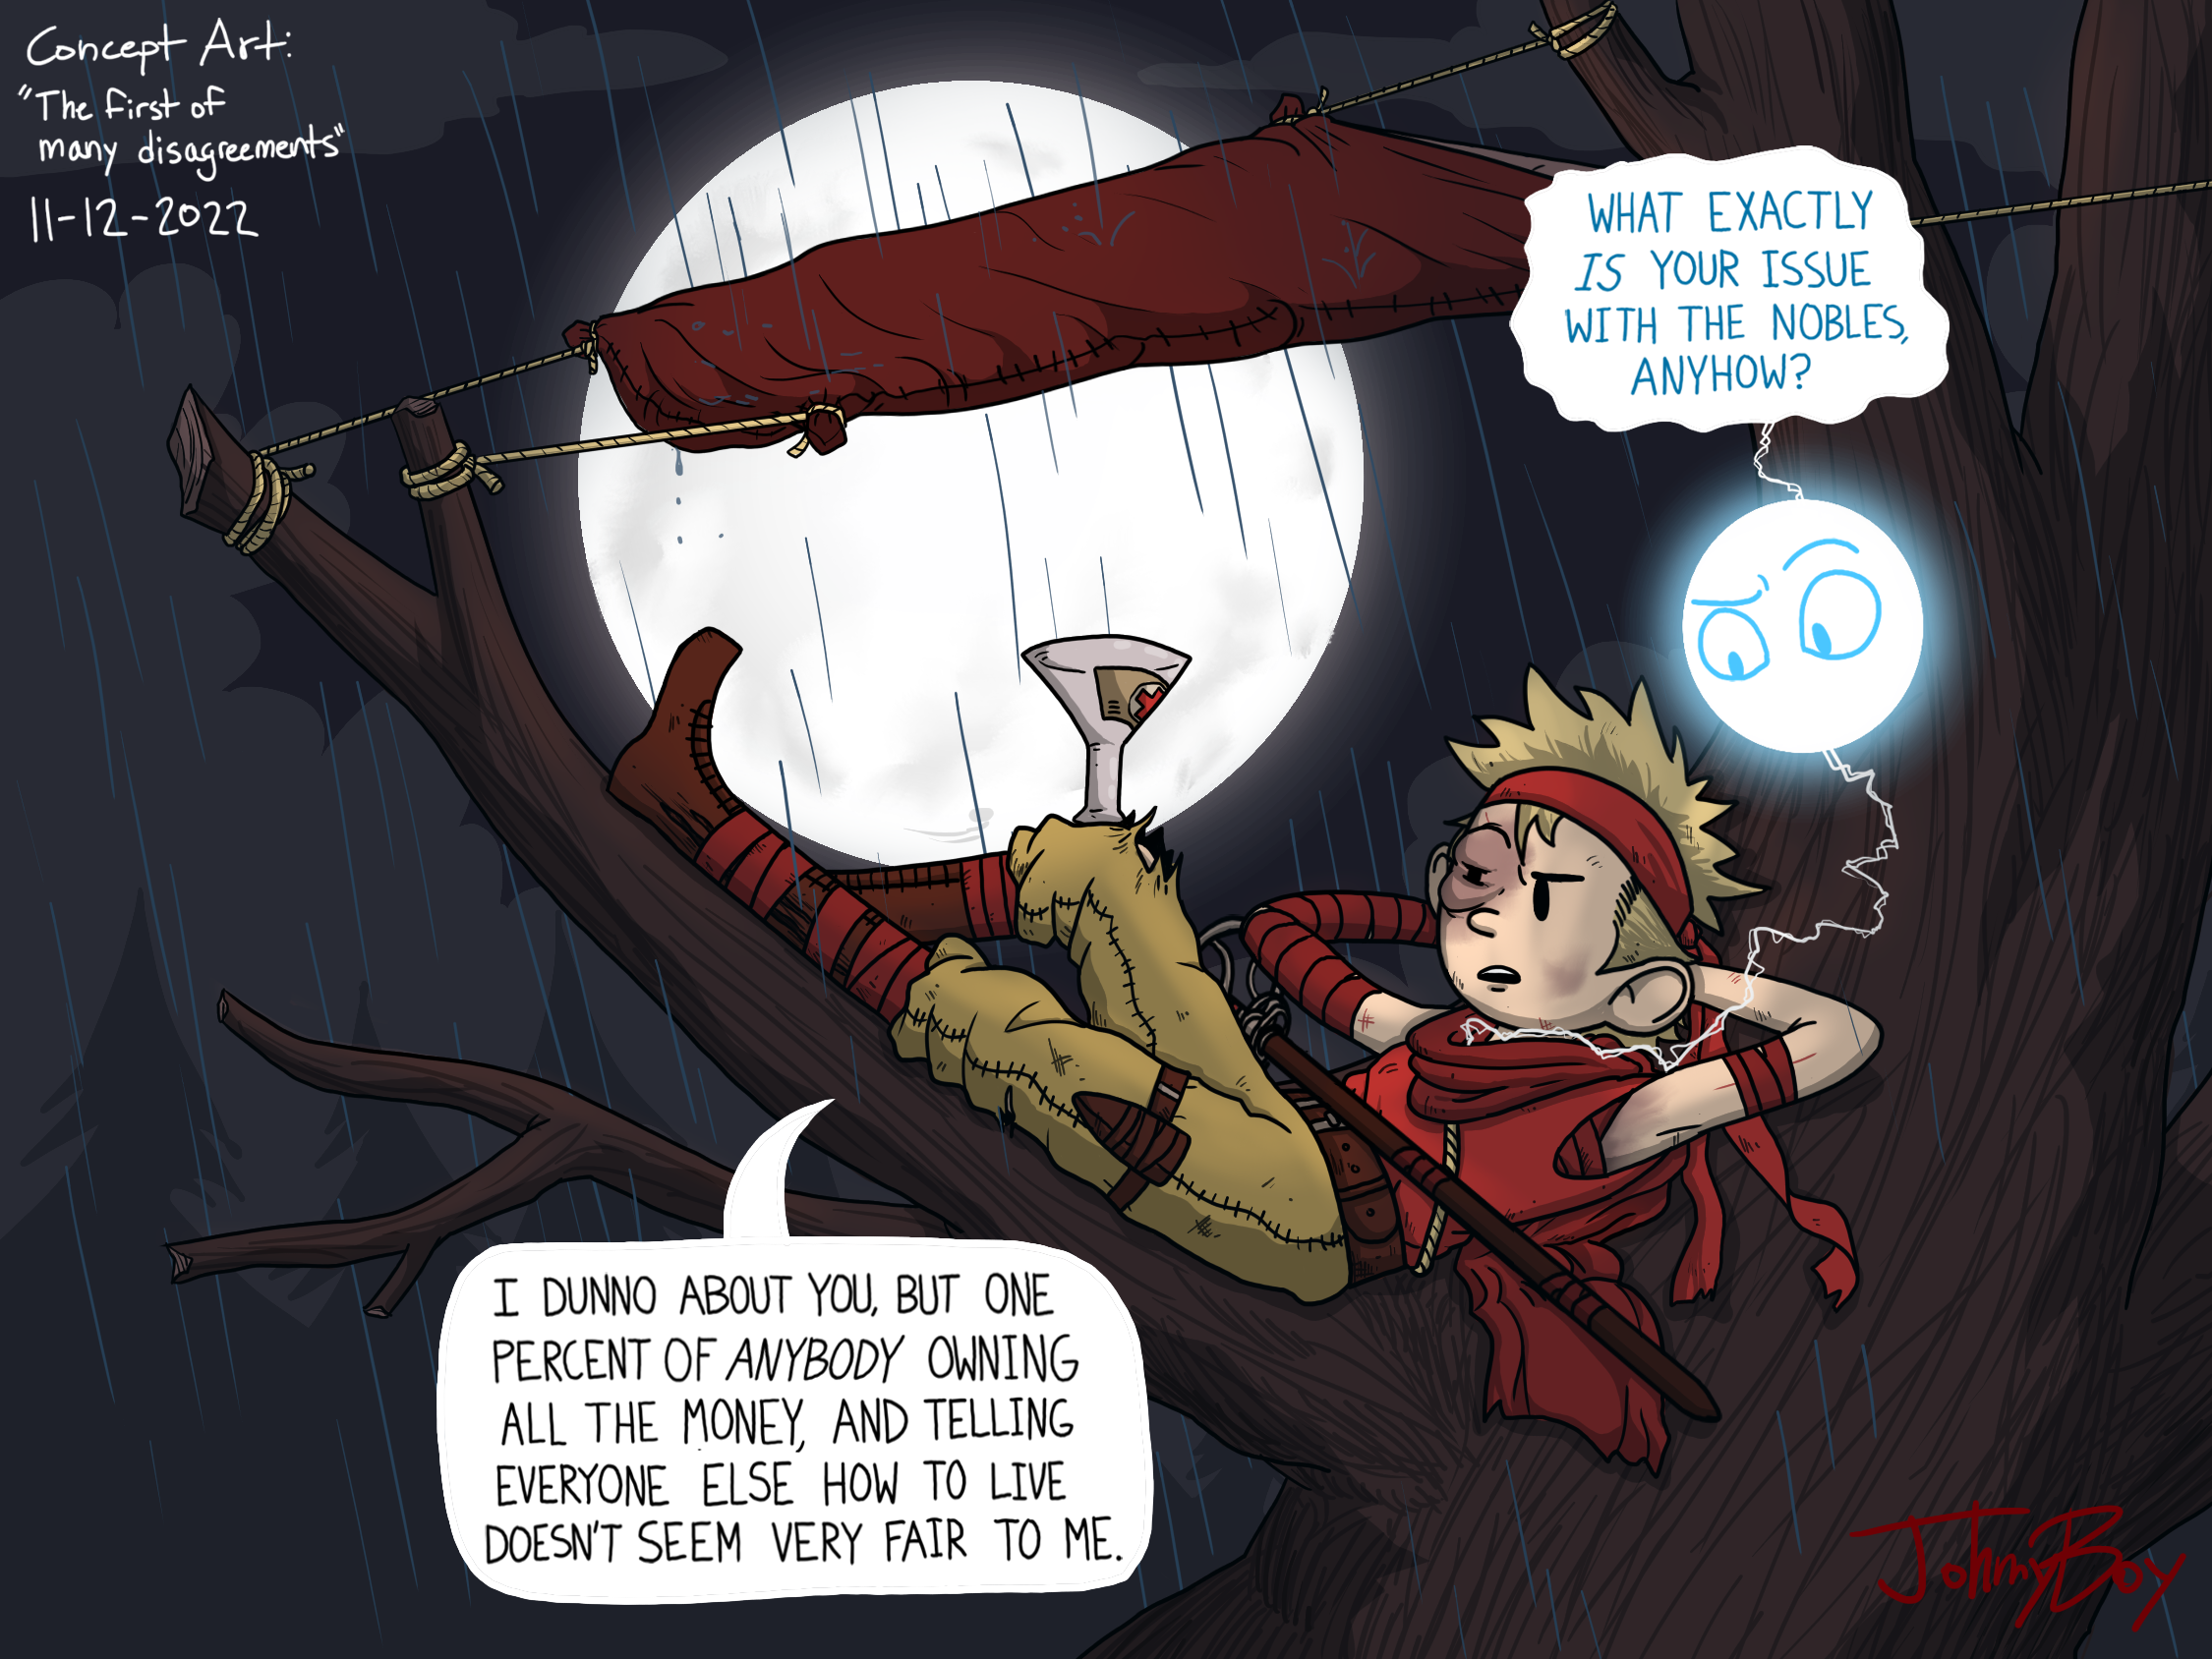 Concept Art:
"The first of
many disagreements"
11-12-2022
WHAT EXACTLY
IS YOUR ISSUE
WITH THE NOBLES,
ANYHOW?
I DUNNO ABOUT YOU, BUT ONE
PERCENT OF ANYBODY OWNING
ALL THE MONEY, AND TELLING
EVERYONE ELSE HOW TO LIVE
DOESN'T SEEM VERY FAIR TO ME.
JohnyBoy